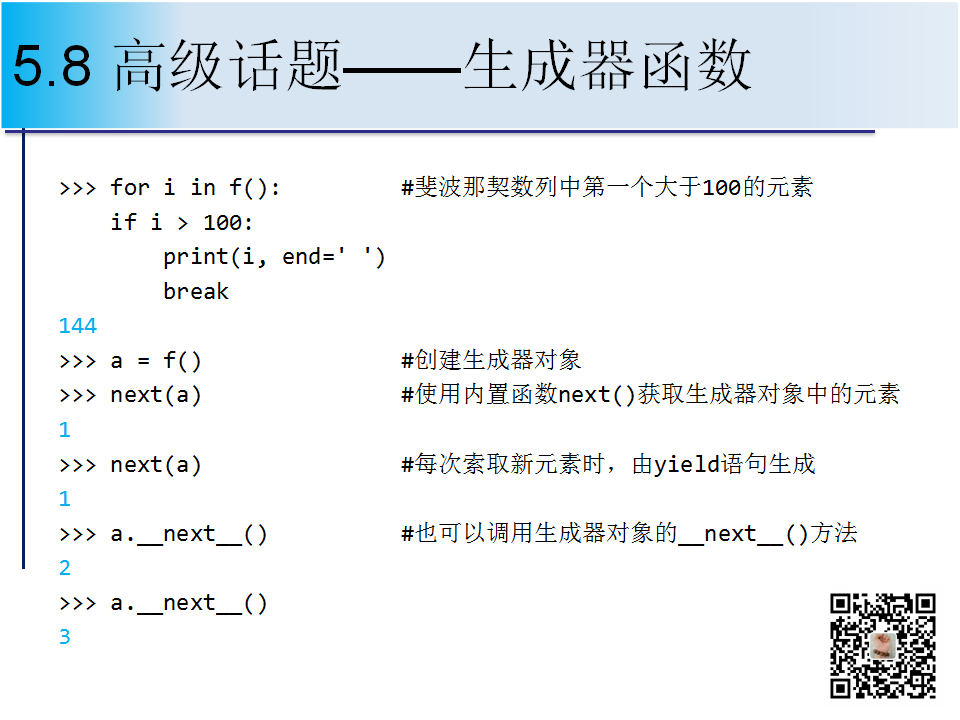 5.8 高级话题——生成器函数
>>> for i in f():          #斐波那契数列中第一个大于100的元素
    if i > 100:
        print(i, end=' ')
        break
144
>>> a = f()                #创建生成器对象
>>> next(a)                #使用内置函数next()获取生成器对象中的元素
1
>>> next(a)                #每次索取新元素时，由yield语句生成
1
>>> a.__next__()           #也可以调用生成器对象的__next__()方法
2
>>> a.__next__()
3